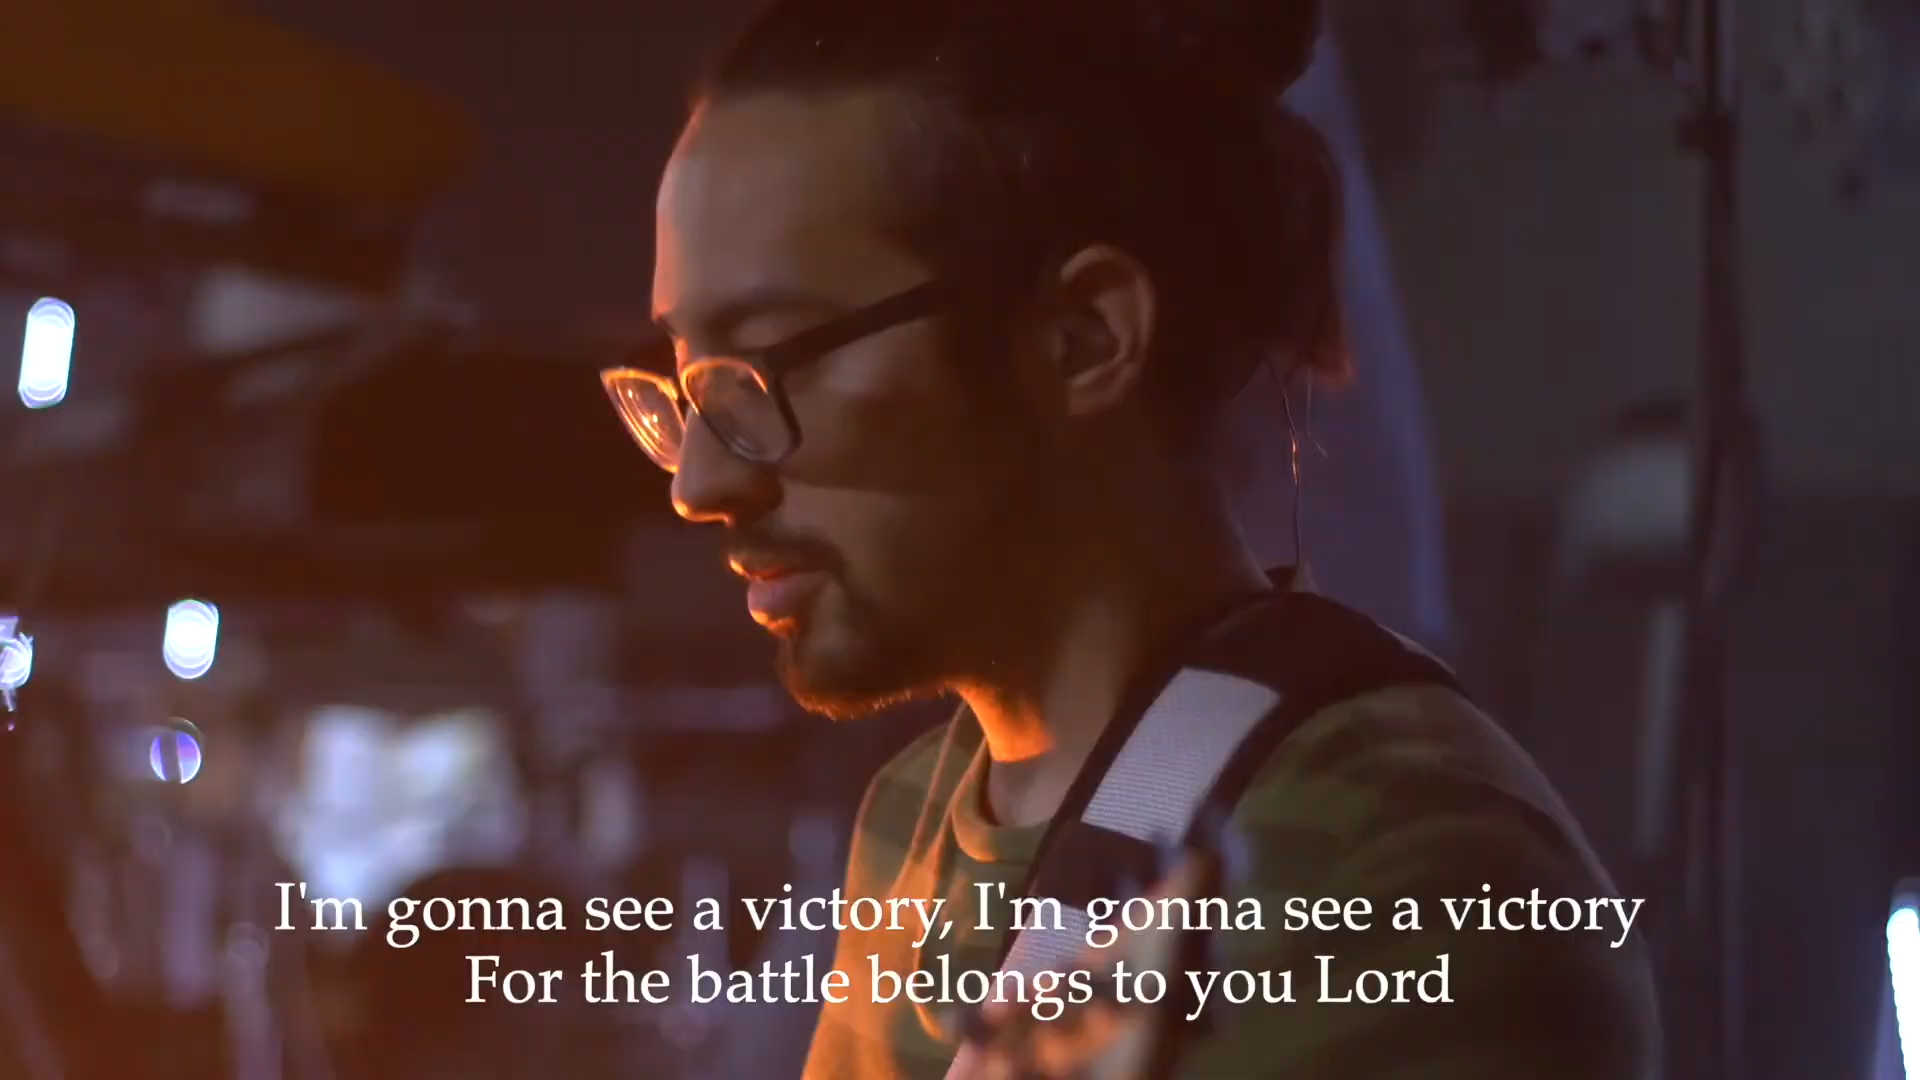 I'm gonna see a victory, I'm gonna see a victory
For the battle belongs to you Lord